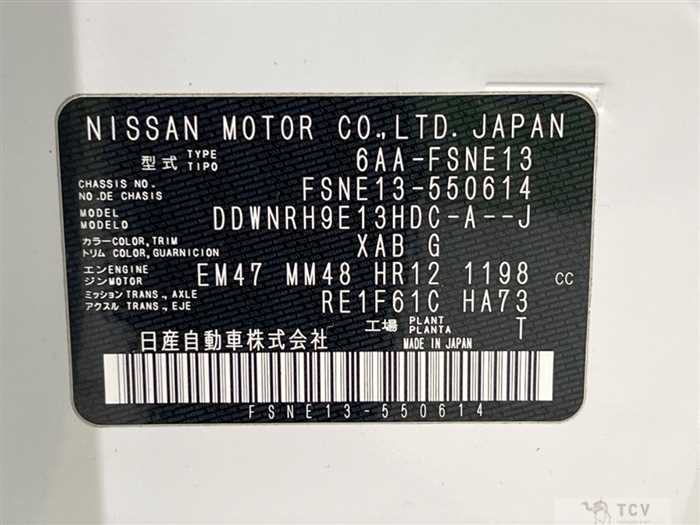 NISSAN MOTOR CO.,LTD. JAPAN
型式 TYPE TIPO 6AA-FSNE13
CHASSIS NO. NO.DE CHASIS FSNE13-550614
MODEL MODELO DDWNRH9E13HDC-A--J
カラー COLOR,TRIM トリム COLOR,GUARNICION XAB G
エンジン ENGINE MOTOR EM47 MM48 HR12 1198 CC
ミッション TRANS., AXLE アクスル TRANS., EJE RE1F61C HA73
工場 PLANT PLANTA T
日産自動車株式会社 MADE IN JAPAN
FSNE13-550614
TCV